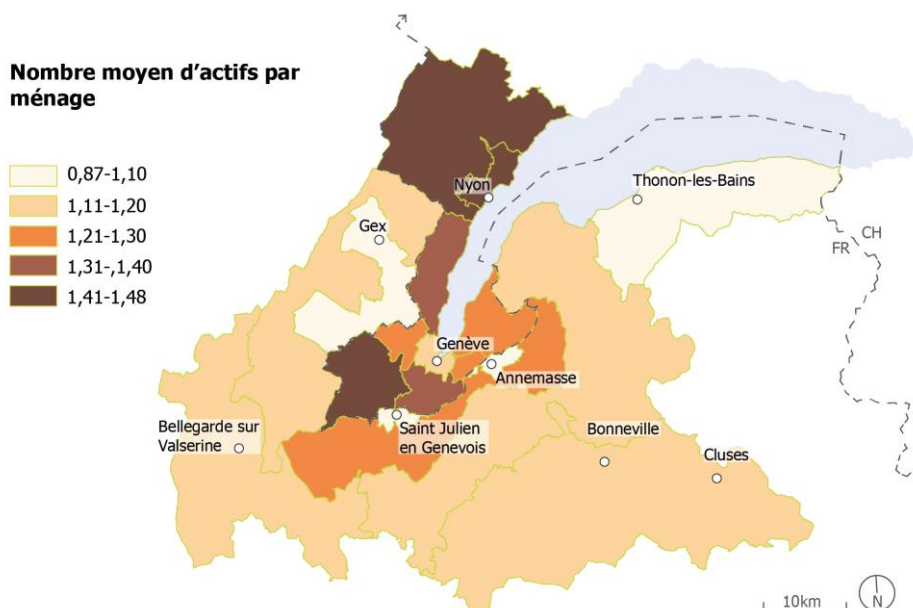 Nombre moyen d’actifs par
ménage
0,87-1,10
1,11-1,20
1,21-1,30
1,31-,1,40
1,41-1,48
Nyon
Thonon-les-Bains
Gex
FR
CH
Genève
Annemasse
Bellegarde sur
Valserine
Saint Julien
en Genevois
Bonneville
Cluses
10km
N